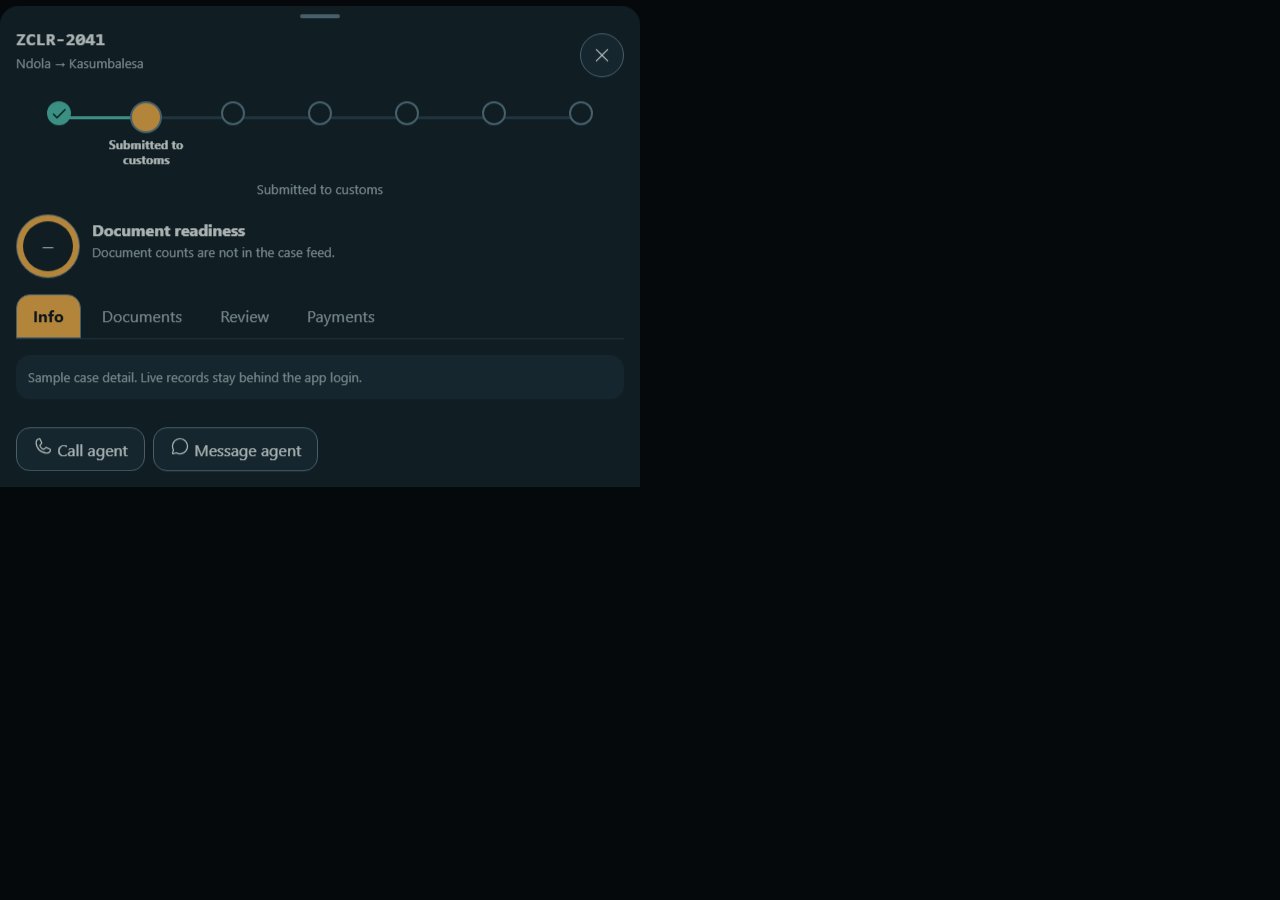 ZCLR-2041
Ndola → Kasumbalesa
Submitted to
customs
Submitted to customs
–
Document readiness
Document counts are not in the case feed.
Info
Documents
Review
Payments
Sample case detail. Live records stay behind the app login.
Call agent
Message agent